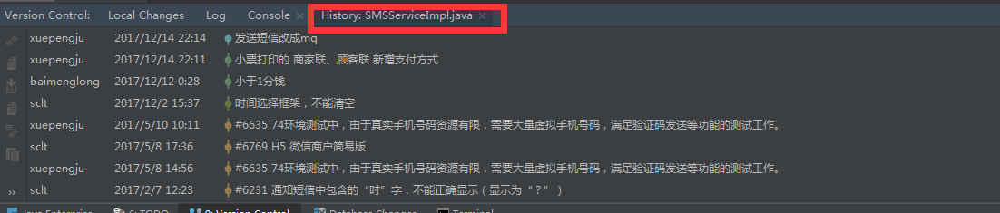 Version Control: Local Changes Log Console × History: SMSServiceImpl.java ×
xuepengju 2017/12/14 22:14 发送短信改成mq
xuepengju 2017/12/14 22:11 小票打印的 商家联、顾客联 新增支付方式
baimenglong 2017/12/12 0:28 小于1分钱
sclt 2017/12/2 15:37 时间选择框架，不能清空
xuepengju 2017/5/10 10:11 #6635 74环境测试中，由于真实手机号码资源有限，需要大量虚拟手机号码，满足验证码发送等功能的测试工作。
sclt 2017/5/8 17:36 #6769 H5 微信商户简易版
xuepengju 2017/5/8 14:56 #6635 74环境测试中，由于真实手机号码资源有限，需要大量虚拟手机号码，满足验证码发送等功能的测试工作。
sclt 2017/2/7 12:23 #6231 通知短信中包含的“吋”字，不能正确显示（显示为“？”）
Java Enterprise 6: TODO 9: Version Control Database Changes Terminal